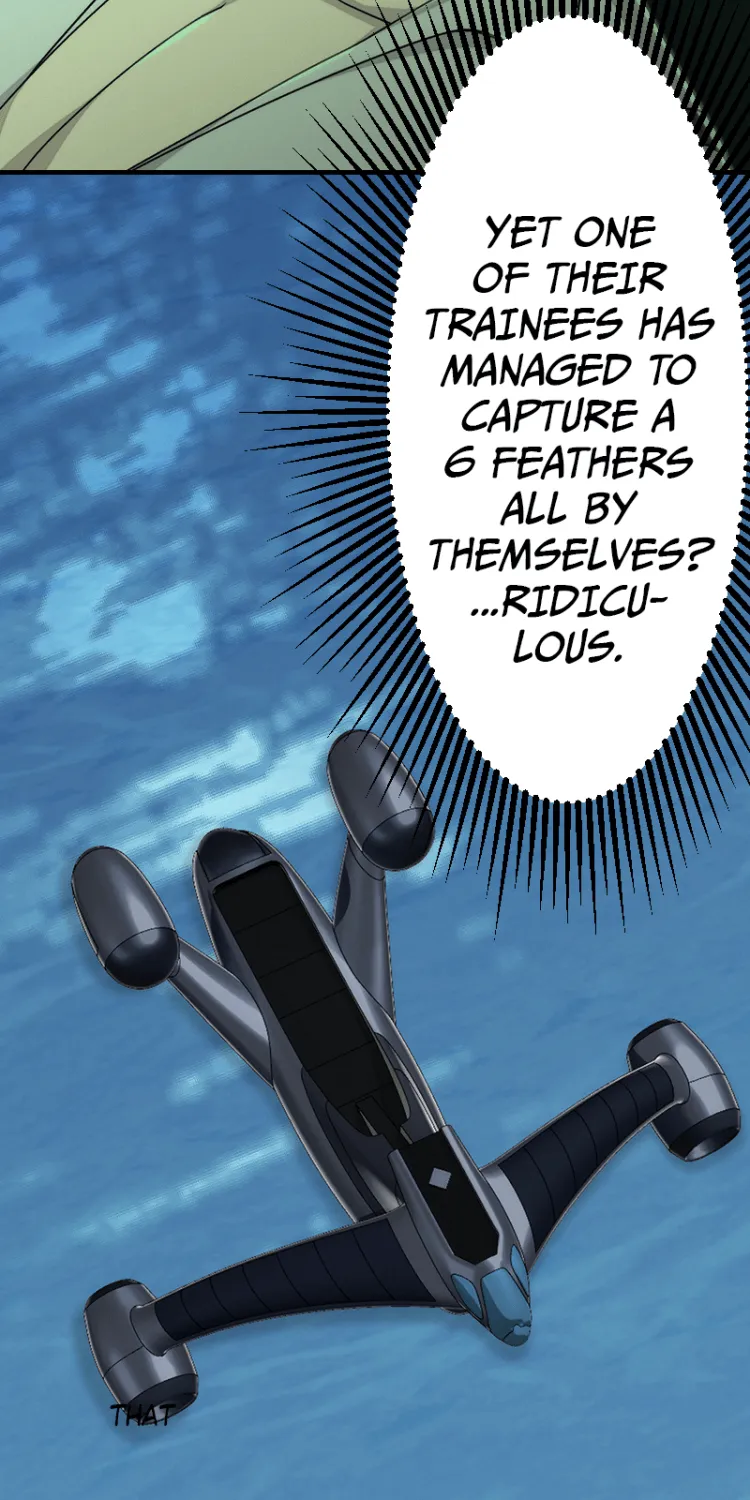 YET ONE
OF THEIR
TRAINEES HAS
MANAGED TO
CAPTURE A
6 FEATHERS
ALL BY
THEMSELVES?
...RIDICU-
LOUS.
THAT